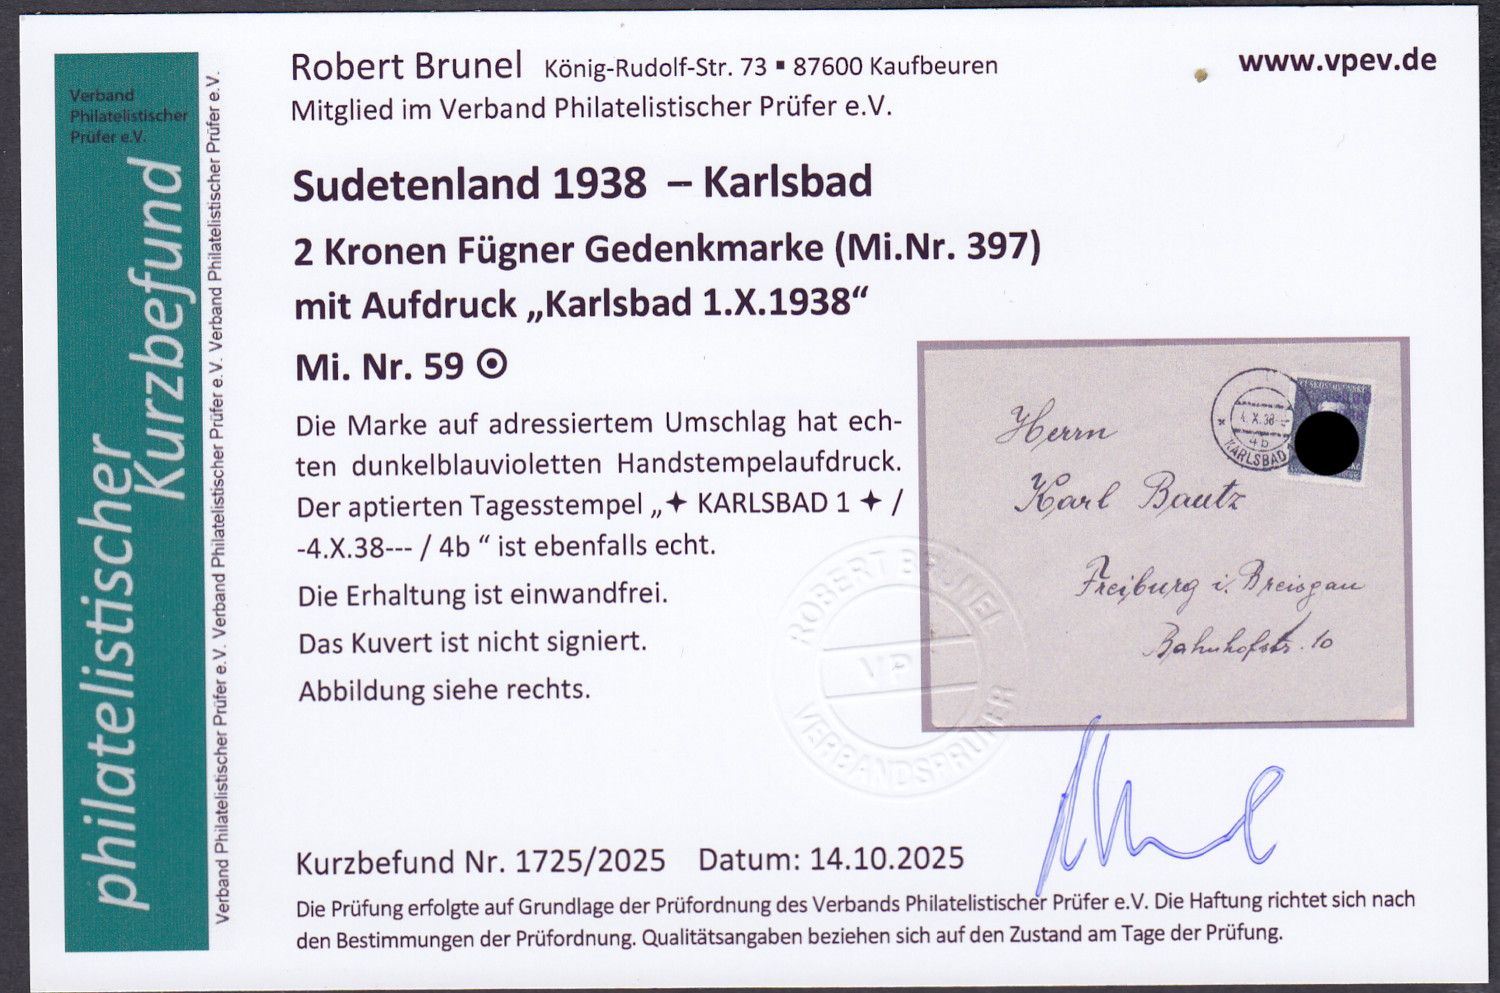 Verband
Philatelistischer
Prüfer e.V.
philatelistischer
Kurzbefund
Verband Philatelistischer Prüfer e.V. Verband Philatelistischer Prüfer e.V. Verband Philatelistischer Prüfer e.V. Verband Philatelistischer Prüfer e.V.
Robert Brunel König-Rudolf-Str. 73 ▪ 87600 Kaufbeuren
www.vpev.de
Mitglied im Verband Philatelistischer Prüfer e.V.
Sudetenland 1938 – Karlsbad
2 Kronen Fügner Gedenkmarke (Mi.Nr. 397)
mit Aufdruck „Karlsbad 1.X.1938“
Mi. Nr. 59 ⊙
Die Marke auf adressiertem Umschlag hat ech-
ten dunkelblauvioletten Handstempelaufdruck.
Der aptierten Tagesstempel „✦ KARLSBAD 1 ✦ /
-4.X.38--- / 4b “ ist ebenfalls echt.
Die Erhaltung ist einwandfrei.
Das Kuvert ist nicht signiert.
Abbildung siehe rechts.
4.X.38
4b
KARLSBAD
Herrn
Karl Bautz
Freiburg i. Breisgau
Bahnhofstr. 10
ROBERT BRUNEL
VP
VERBANDSPRÜFER
Kurzbefund Nr. 1725/2025 Datum: 14.10.2025
Die Prüfung erfolgte auf Grundlage der Prüfordnung des Verbands Philatelistischer Prüfer e.V. Die Haftung richtet sich nach
den Bestimmungen der Prüfordnung. Qualitätsangaben beziehen sich auf den Zustand am Tage der Prüfung.